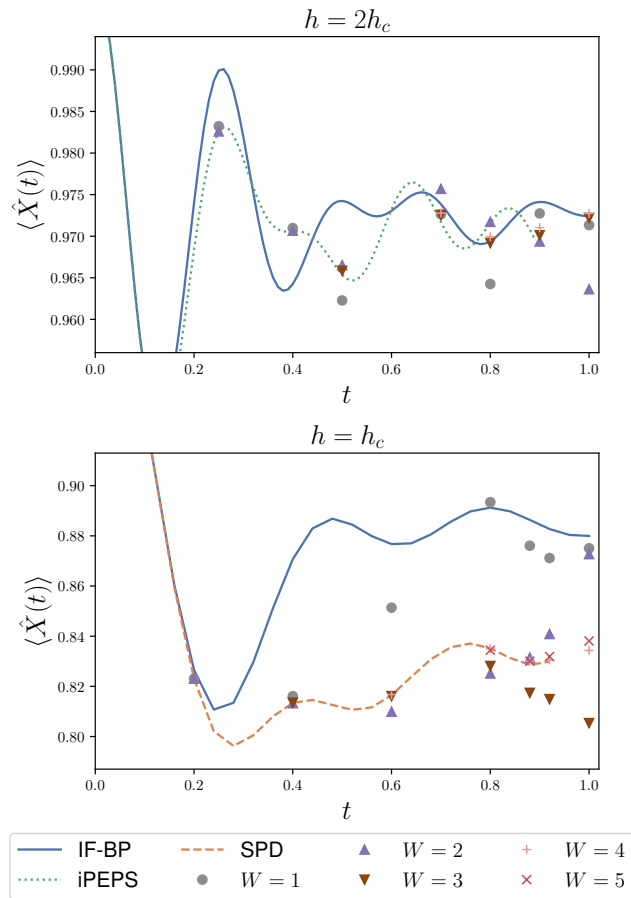 h = 2h_c
0.990
0.985
0.980
0.975
0.970
0.965
0.960
⟨X̂(t)⟩
0.0 0.2 0.4 0.6 0.8 1.0
t
h = h_c
0.90
0.88
0.86
0.84
0.82
0.80
⟨X̂(t)⟩
0.0 0.2 0.4 0.6 0.8 1.0
t
IF-BP SPD W = 2 W = 4
iPEPS W = 1 W = 3 W = 5